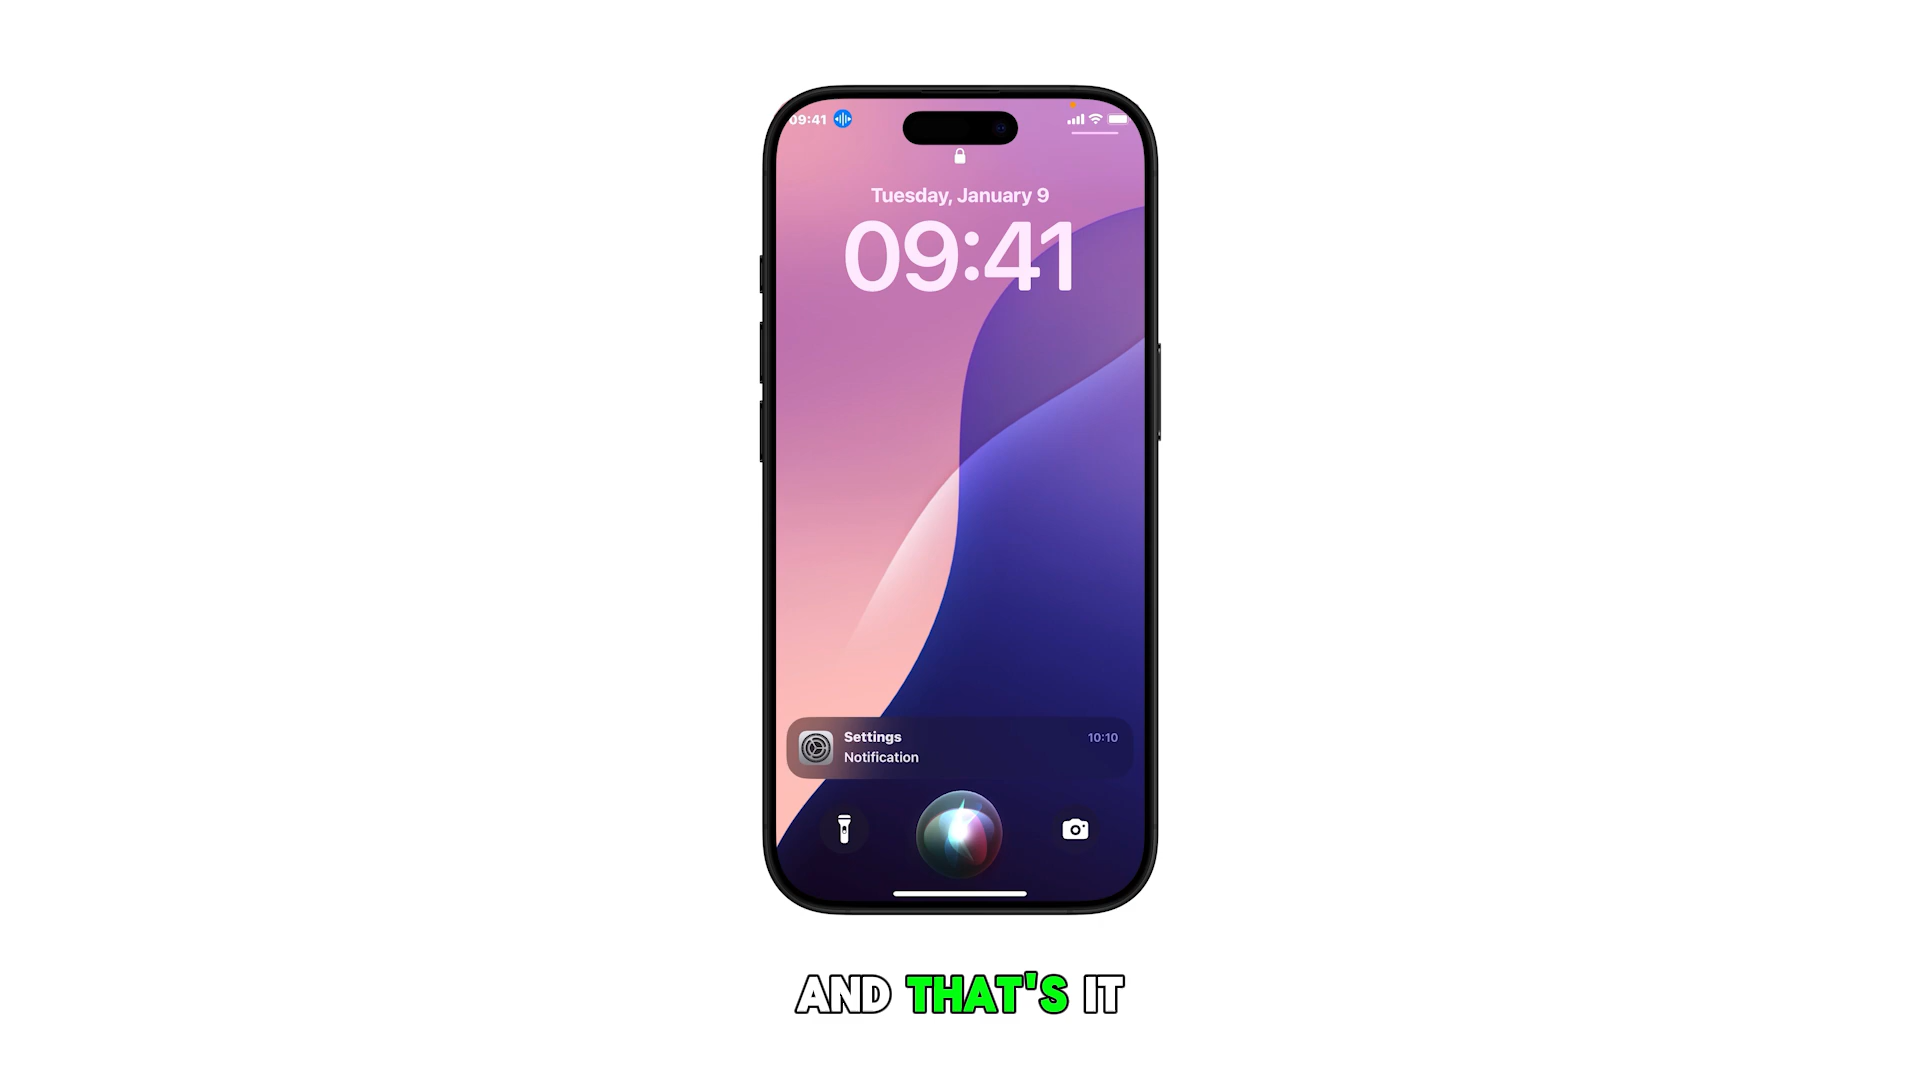 09:41
Tuesday, January 9
09:41
Settings 10:10
Notification
AND THAT'S IT